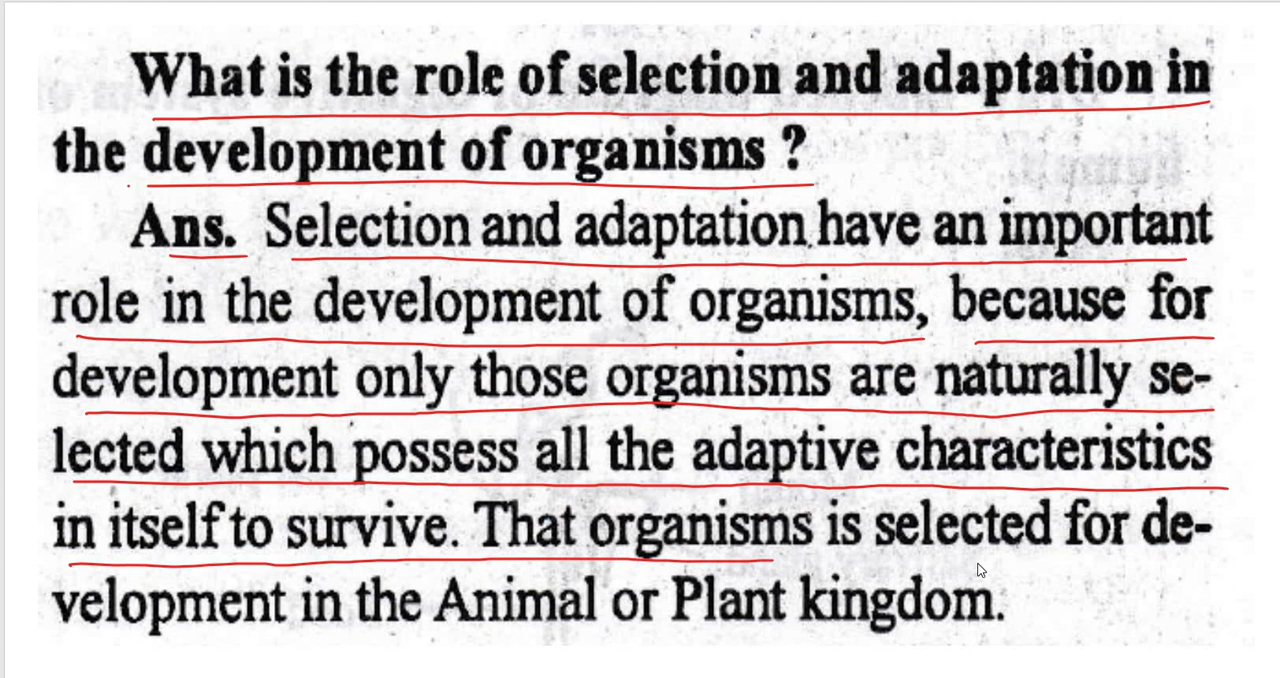 What is the role of selection and adaptation in
the development of organisms ?
Ans. Selection and adaptation have an important
role in the development of organisms, because for
development only those organisms are naturally se-
lected which possess all the adaptive characteristics
in itself to survive. That organisms is selected for de-
velopment in the Animal or Plant kingdom.